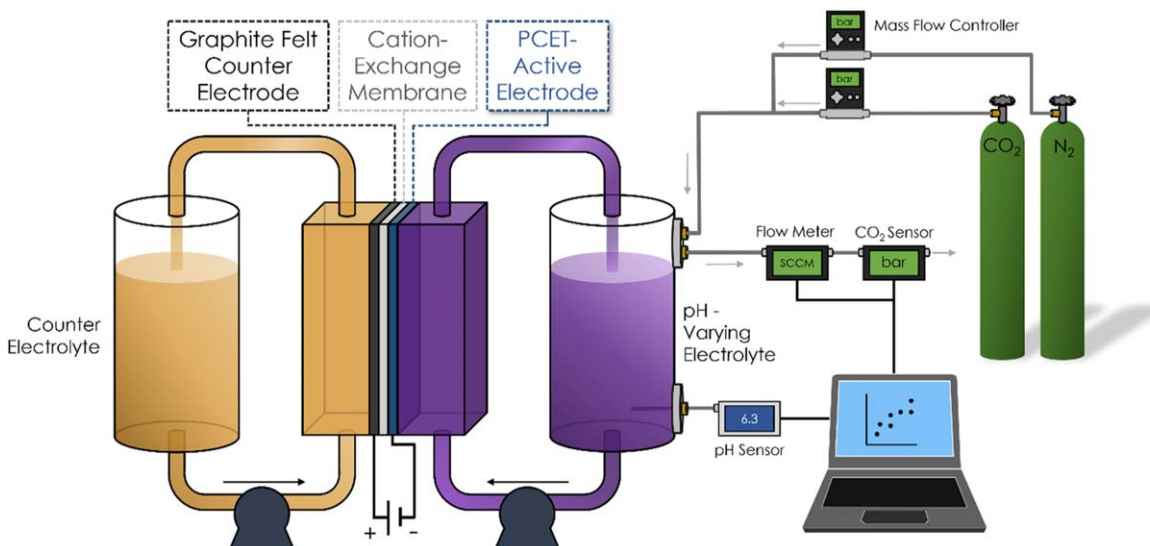 Graphite Felt
Counter
Electrode
Cation-
Exchange
Membrane
PCET-
Active
Electrode
bar
Mass Flow Controller
bar
CO₂
N₂
Flow Meter
CO₂ Sensor
SCCM
bar
Counter
Electrolyte
pH -
Varying
Electrolyte
6.3
pH Sensor
+
-